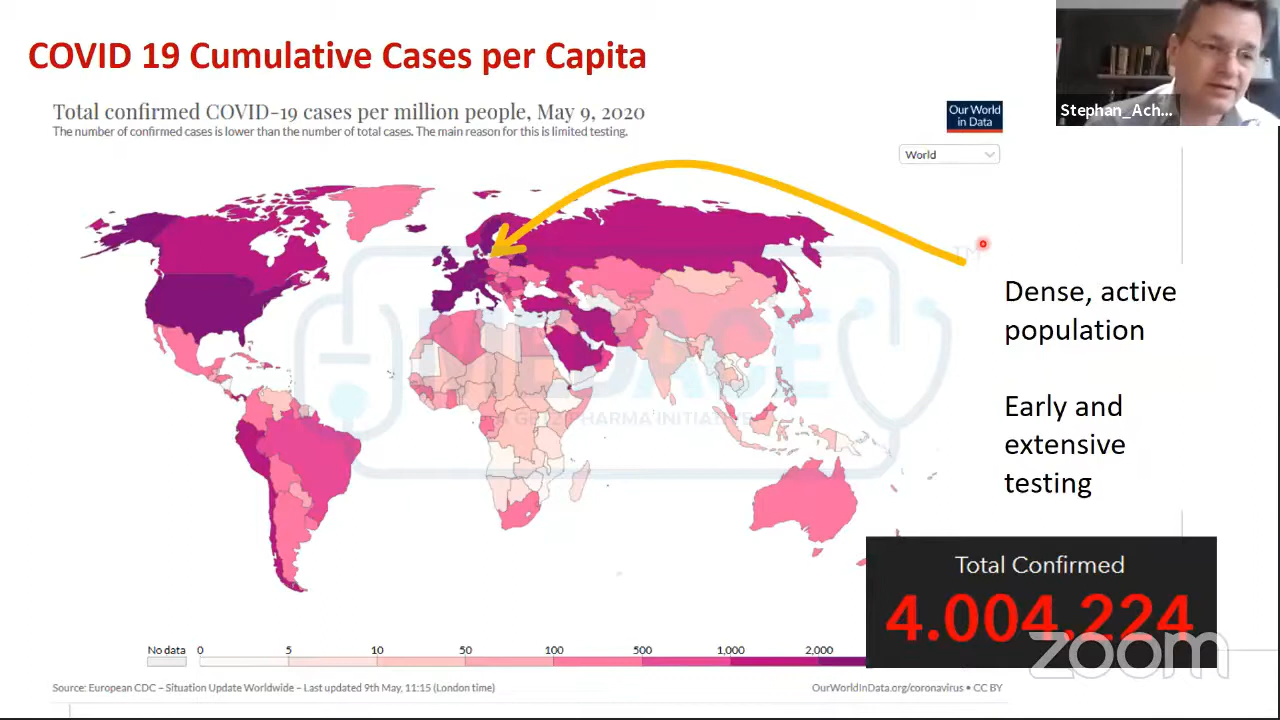 COVID 19 Cumulative Cases per Capita
Total confirmed COVID-19 cases per million people, May 9, 2020
The number of confirmed cases is lower than the number of total cases. The main reason for this is limited testing.
Our World
in Data
World
Stephan_Ach...
Dense, active
population
Early and
extensive
testing
PHARMA INITIATIVE
Total Confirmed
4.004.224
zoom
No data 0 5 10 50 100 500 1,000 2,000
Source: European CDC – Situation Update Worldwide – Last updated 9th May, 11:15 (London time)
OurWorldInData.org/coronavirus • CC BY